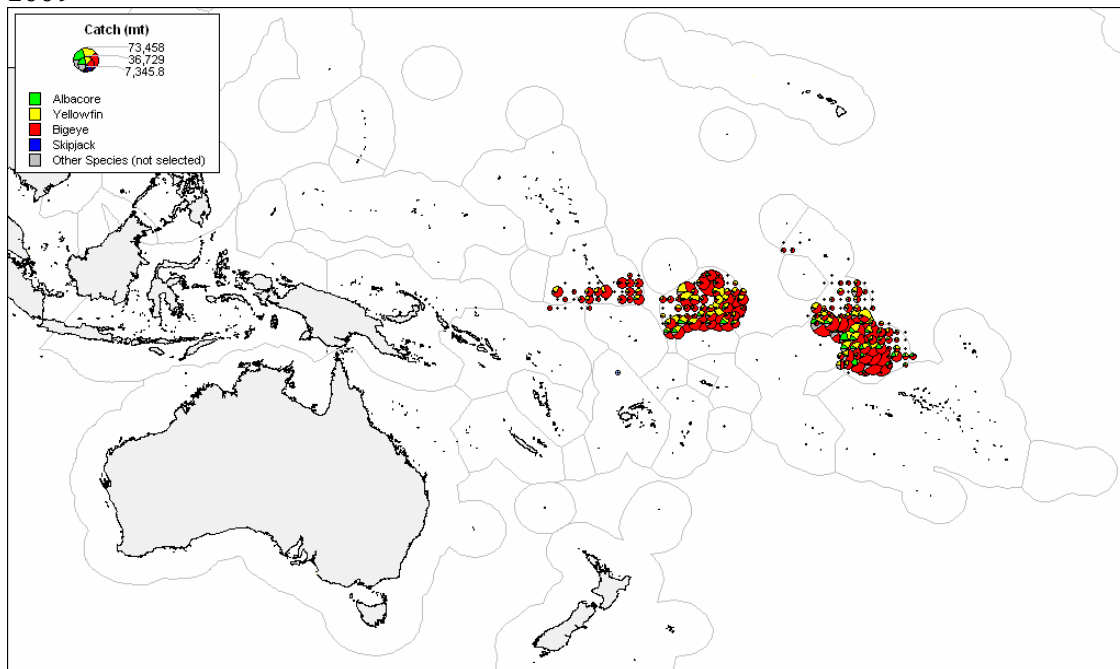 Catch (mt)
73,458
36,729
7,345.8
Albacore
Yellowfin
Bigeye
Skipjack
Other Species (not selected)